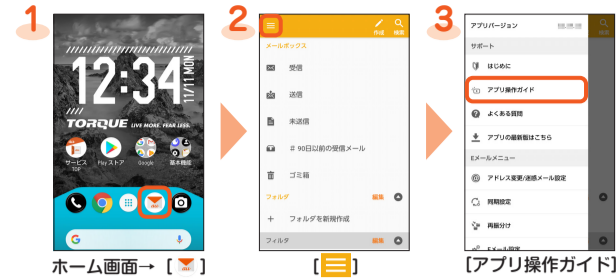 1
12:34
11/11 MON
TORQUE LIVE MORE. FEAR LESS.
サービスTOP
Play ストア
Google
基本機能
ホーム画面→ [ ]
2
作成
検索
メールボックス
受信
送信
未送信
# 90日以前の受信メール
ゴミ箱
フォルダ 編集
+ フォルダを新規作成
フィルタ 編集
[ ]
3
アプリバージョン
サポート
はじめに
アプリ操作ガイド
よくある質問
アプリの最新版はこちら
Eメールメニュー
アドレス変更/迷惑メール設定
同期設定
再振分け
Eメール設定
[アプリ操作ガイド]